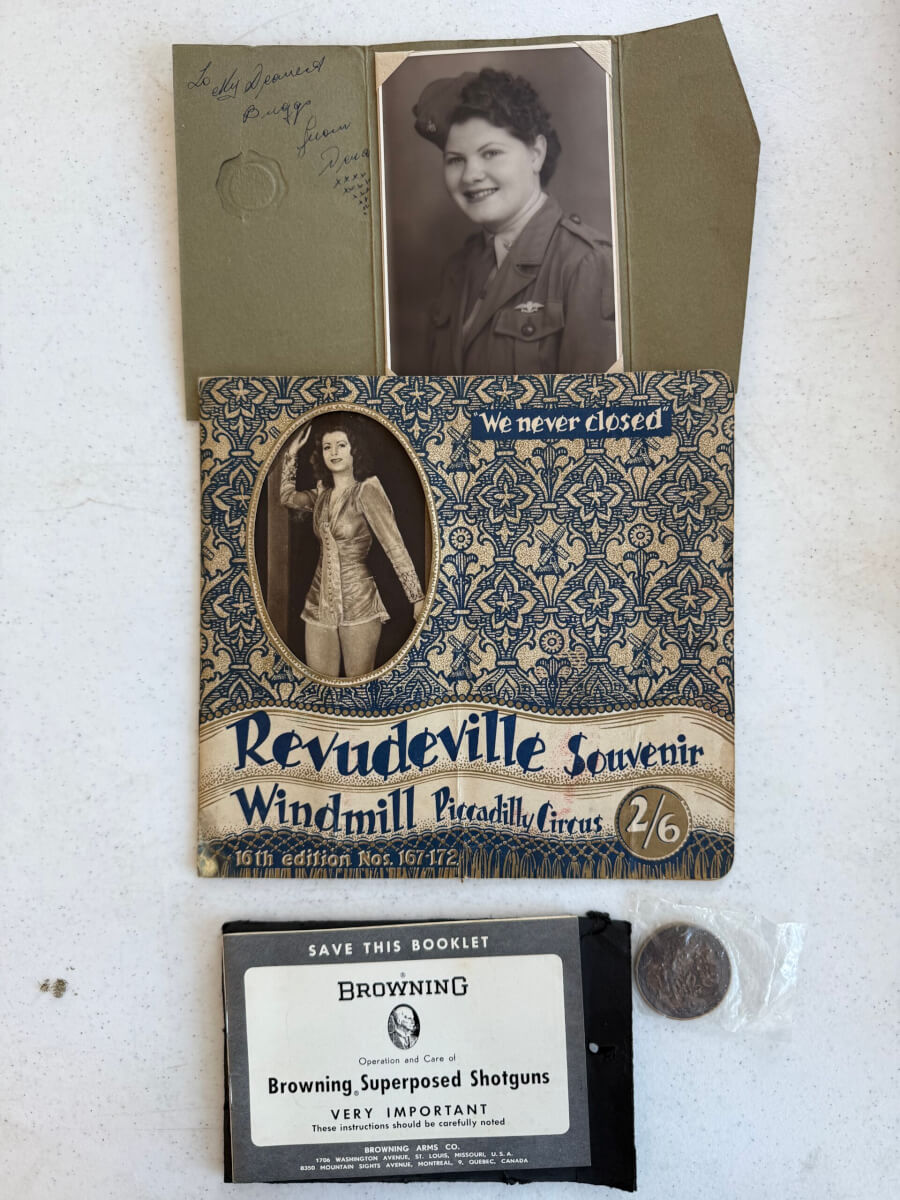 To My Dearest
Briggs
from
Dora
xxxx
"We never closed"
Revudeville Souvenir
Windmill Piccadilly Circus
2/6
16th edition Nos. 167-172
SAVE THIS BOOKLET
BROWNING
Operation and Care of
Browning® Superposed Shotguns
VERY IMPORTANT
These instructions should be carefully noted
BROWNING ARMS CO.
1706 WASHINGTON AVENUE, ST. LOUIS, MISSOURI, U.S.A.
8350 MOUNTAIN SIGHTS AVENUE, MONTREAL, 9, QUEBEC, CANADA